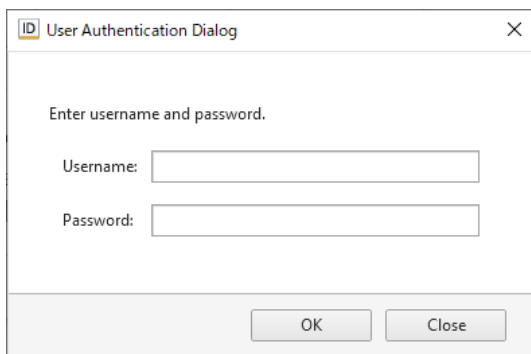 ID User Authentication Dialog
Enter username and password.
Username:
Password:
OK Close